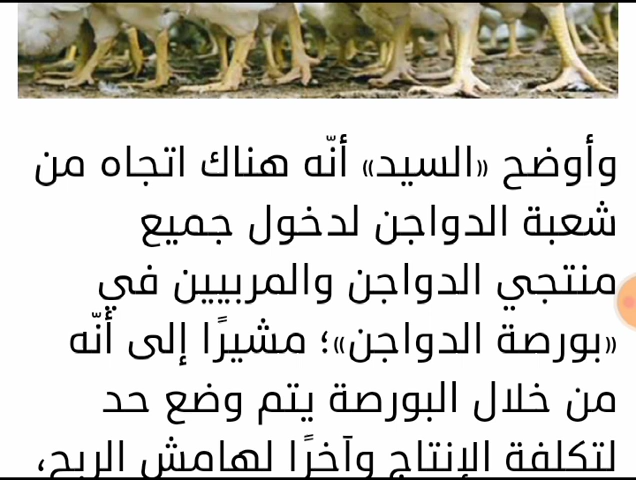 وأوضح «السيد» أنّه هناك اتجاه من
شعبة الدواجن لدخول جميع
منتجي الدواجن والمربيين في
«بورصة الدواجن»؛ مشيرًا إلى أنّه
من خلال البورصة يتم وضع حد
لتكلفة الإنتاج وآخرًا لهامش الربح،